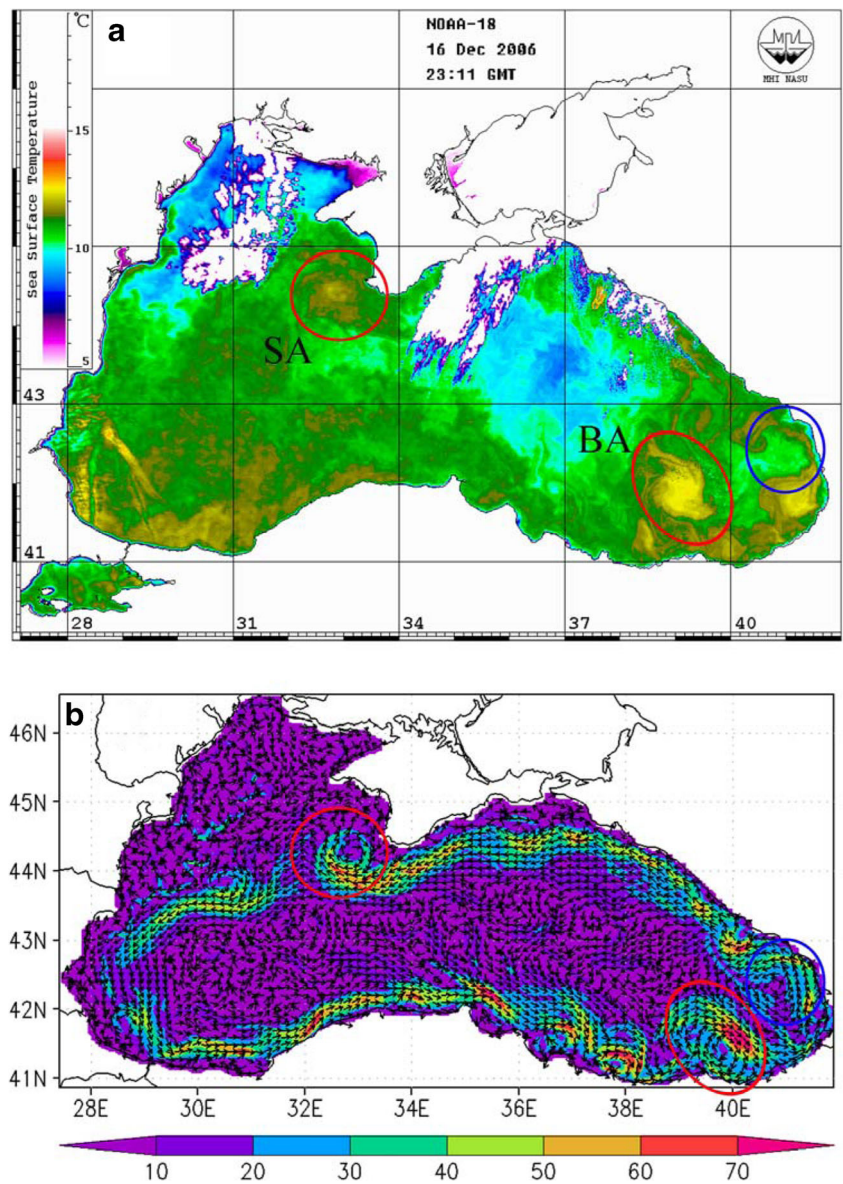 °C
a
NOAA-18
16 Dec 2006
23:11 GMT
MHI NASU
Sea Surface Temperature
15
10
5
SA
43
BA
41
28 31 34 37 40
b
46N
45N
44N
43N
42N
41N
28E 30E 32E 34E 36E 38E 40E
10 20 30 40 50 60 70